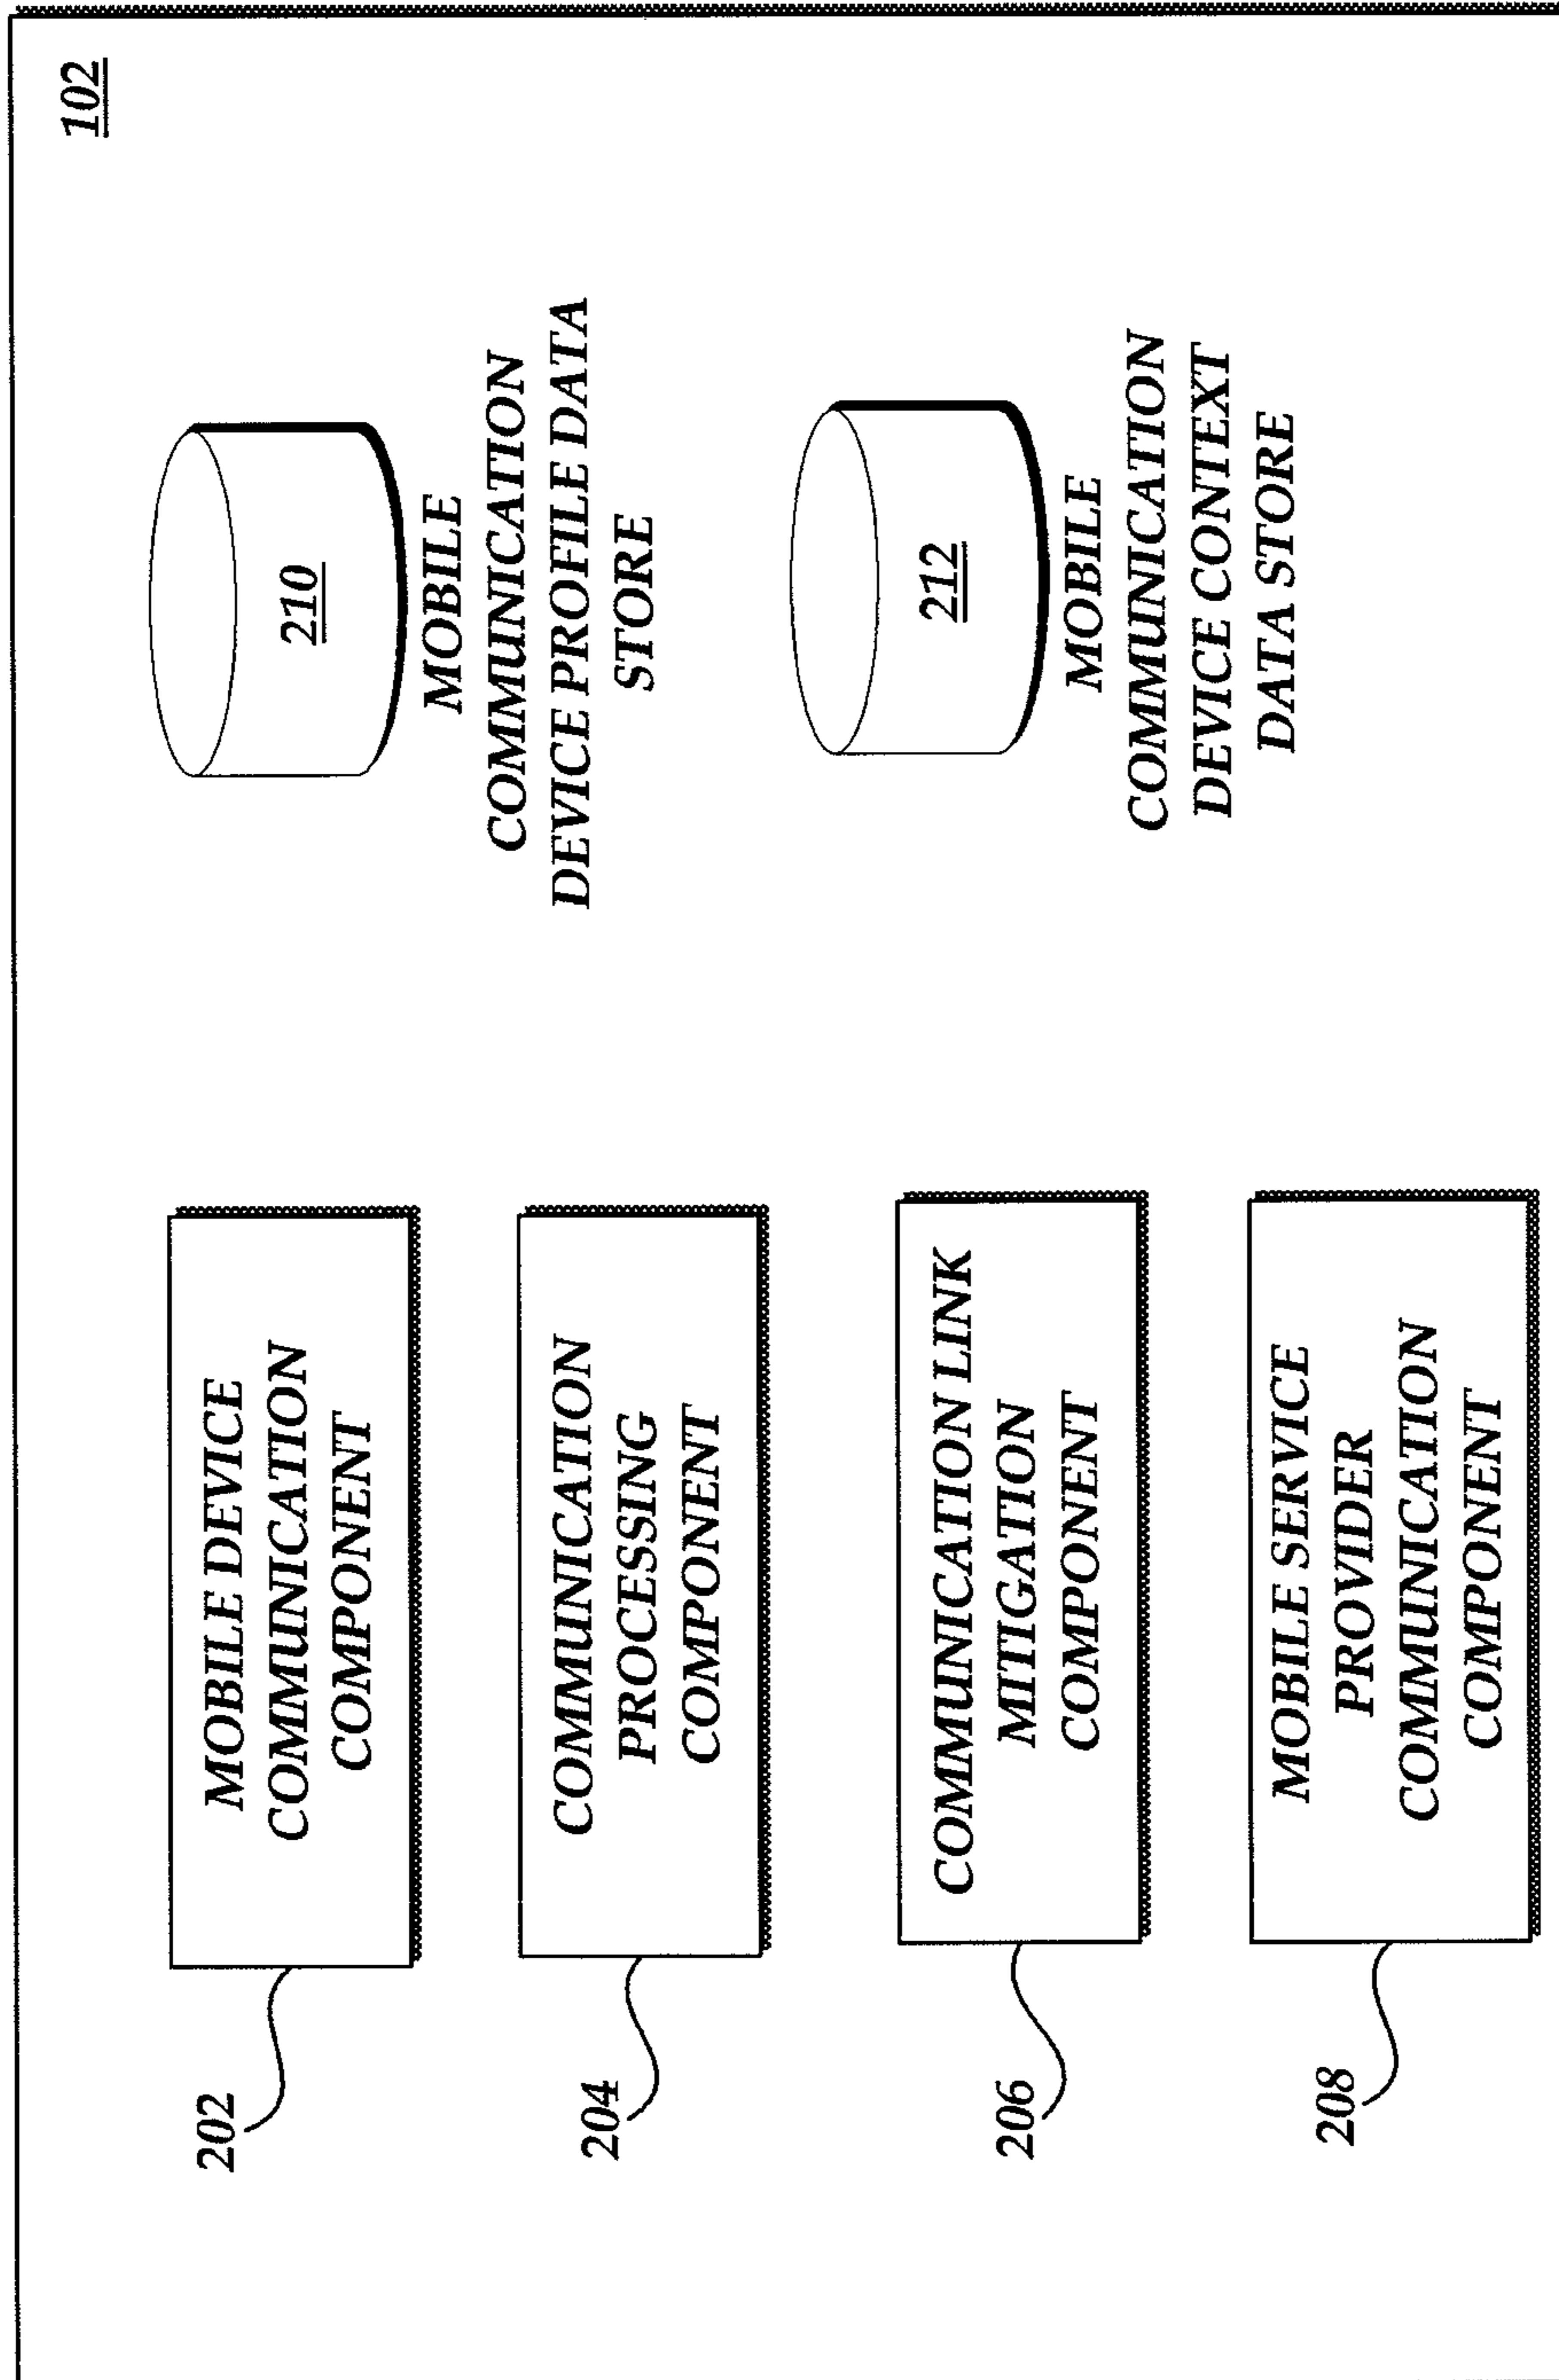 102
202
MOBILE DEVICE
COMMUNICATION
COMPONENT
210
MOBILE
COMMUNICATION
DEVICE PROFILE DATA
STORE
204
COMMUNICATION
PROCESSING
COMPONENT
206
COMMUNICATION LINK
MITIGATION
COMPONENT
212
MOBILE
COMMUNICATION
DEVICE CONTEXT
DATA STORE
208
MOBILE SERVICE
PROVIDER
COMMUNICATION
COMPONENT